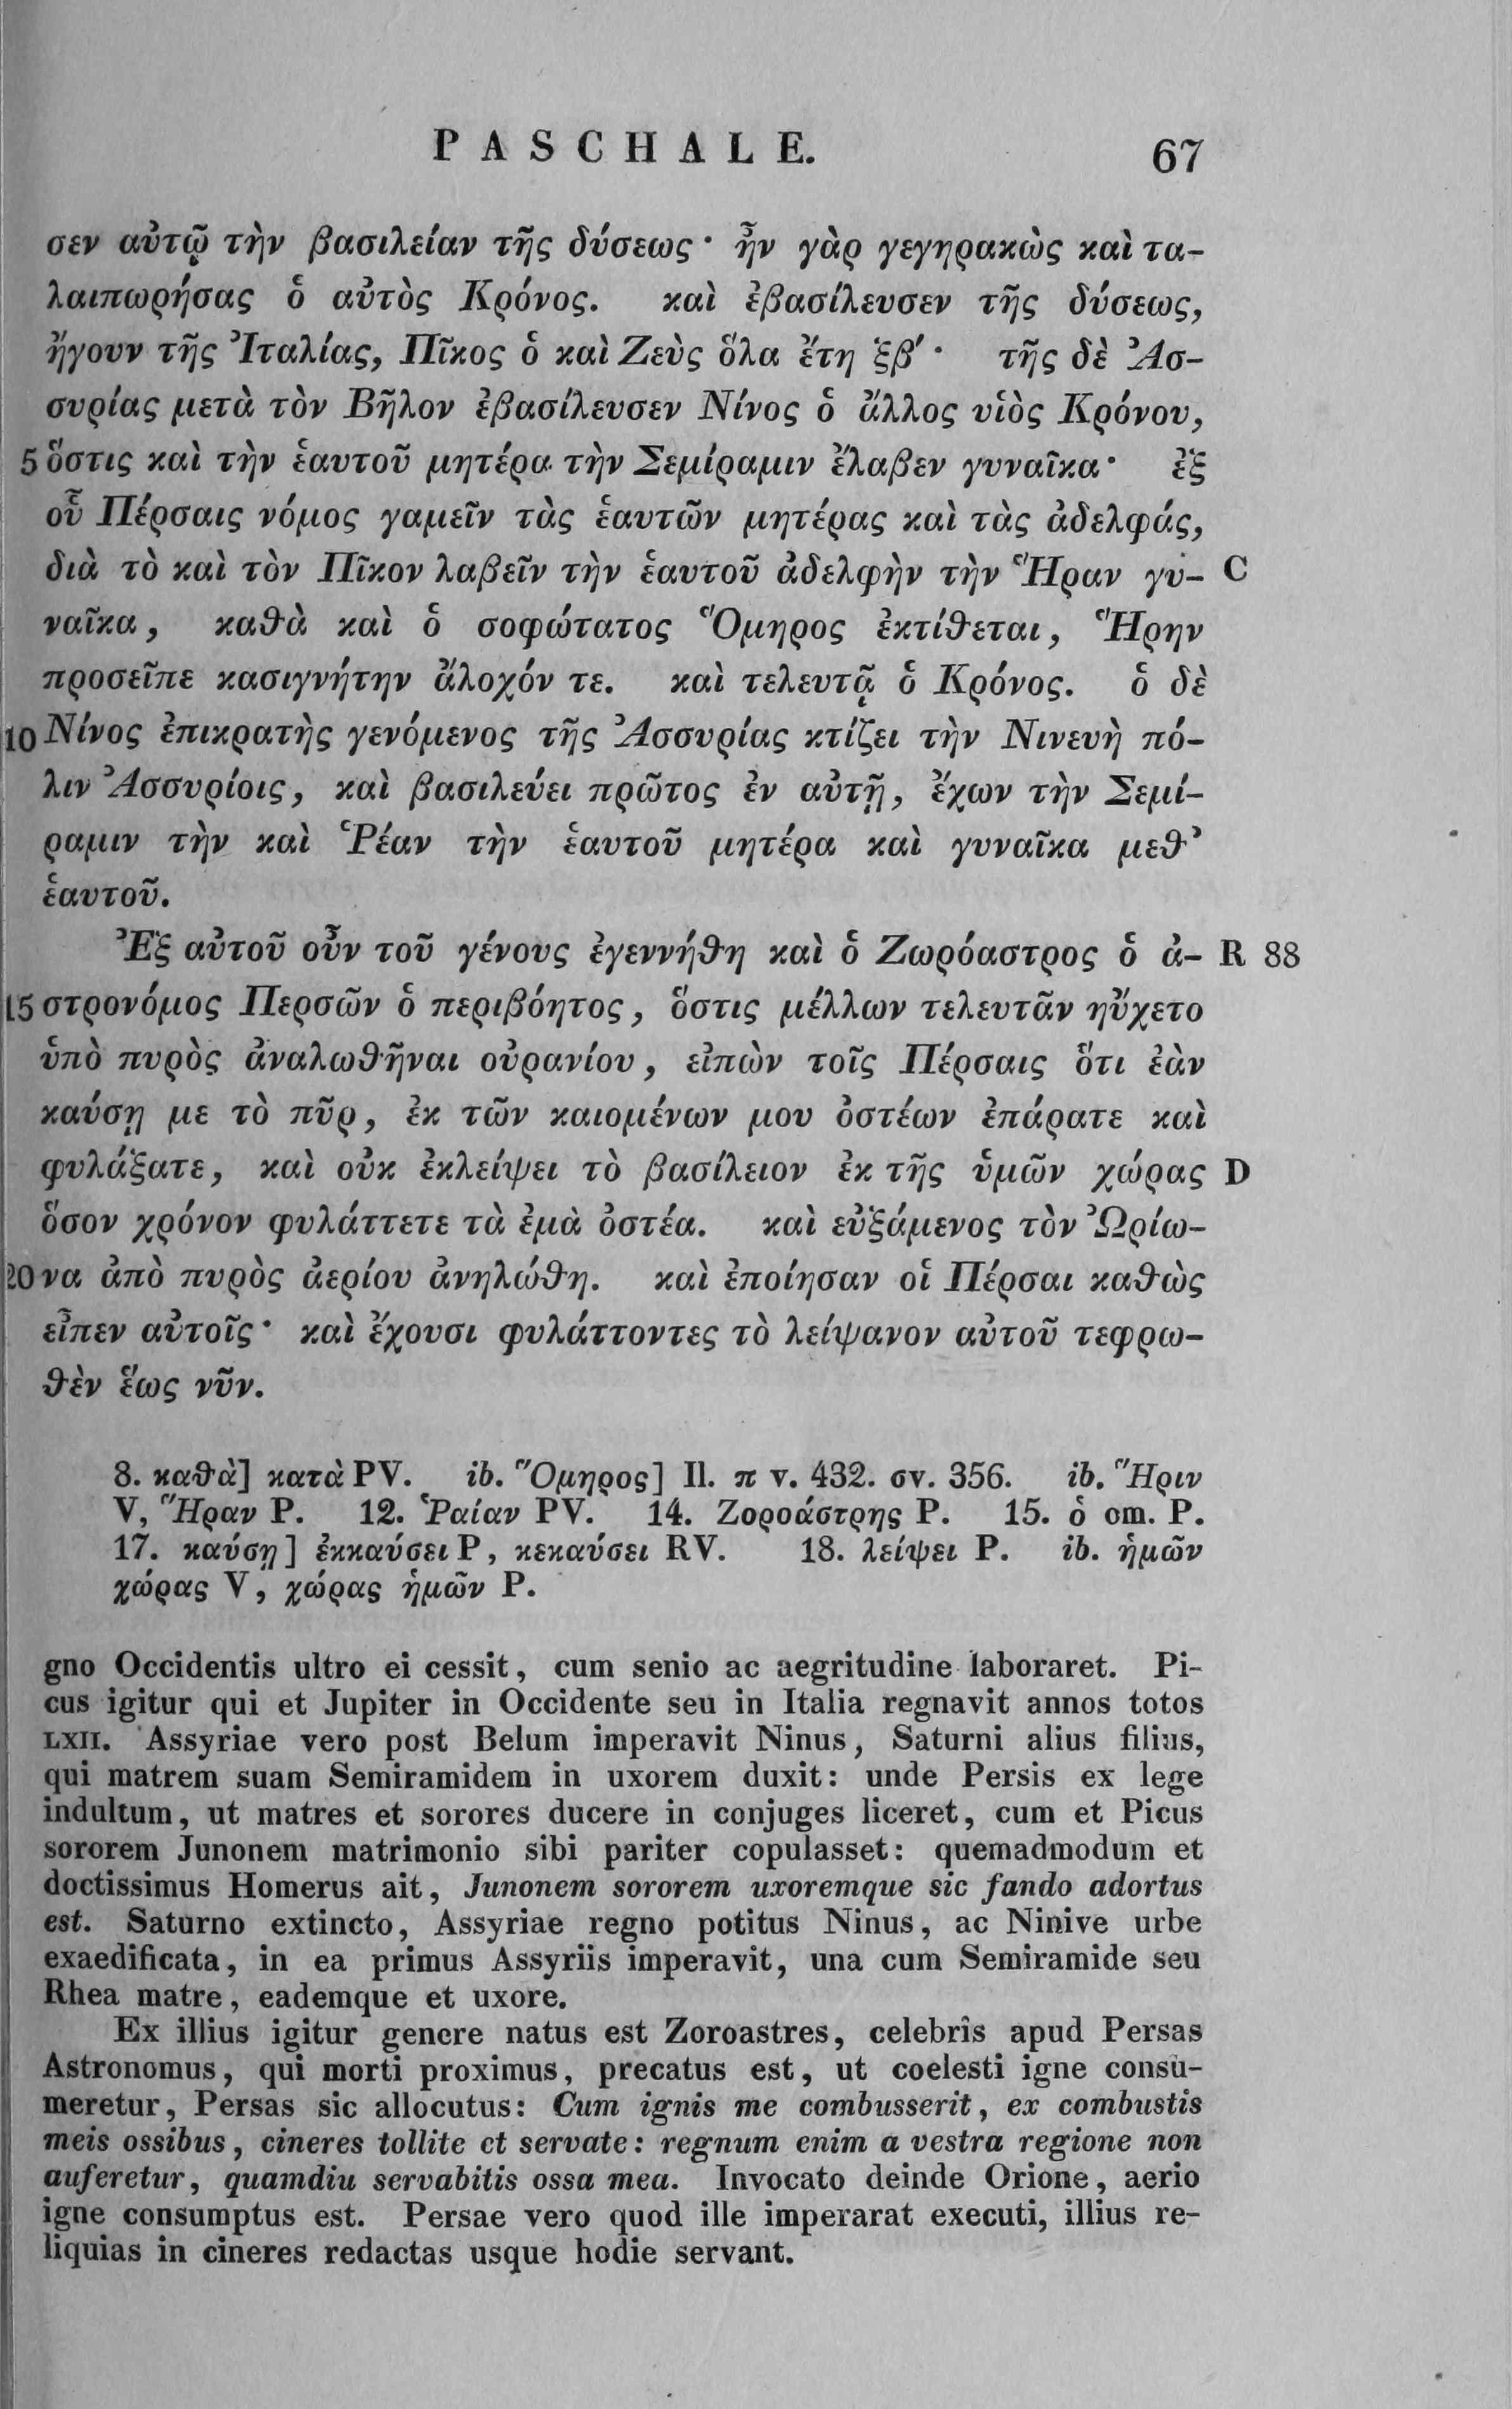 PASCHALE. 67
σεν αὐτῷ τὴν βασιλείαν τῆς δύσεως· ἦν γὰρ γεγηρακὼς καὶ τα-
λαιπωρήσας ὁ αὐτὸς Κρόνος. καὶ ἐβασίλευσεν τῆς δύσεως,
ἤγουν τῆς Ἰταλίας, Πῖκος ὁ καὶ Ζεὺς ὅλα ἔτη ξβ′· τῆς δὲ Ἀσ-
συρίας μετὰ τὸν Βῆλον ἐβασίλευσεν Νίνος ὁ ἄλλος υἱὸς Κρόνου,
5 ὅστις καὶ τὴν ἑαυτοῦ μητέρα τὴν Σεμίραμιν ἔλαβεν γυναῖκα· ἐξ
οὗ Πέρσαις νόμος γαμεῖν τὰς ἑαυτῶν μητέρας καὶ τὰς ἀδελφάς,
διὰ τὸ καὶ τὸν Πῖκον λαβεῖν τὴν ἑαυτοῦ ἀδελφὴν τὴν Ἥραν γυ- C
ναῖκα, καθὰ καὶ ὁ σοφώτατος Ὅμηρος ἐκτίθεται, Ἥρην
προσεῖπε κασιγνήτην ἄλοχόν τε. καὶ τελευτᾷ ὁ Κρόνος. ὁ δὲ
10 Νίνος ἐπικρατὴς γενόμενος τῆς Ἀσσυρίας κτίζει τὴν Νινευὴ πό-
λιν Ἀσσυρίοις, καὶ βασιλεύει πρῶτος ἐν αὐτῇ, ἔχων τὴν Σεμί-
ραμιν τὴν καὶ Ῥέαν τὴν ἑαυτοῦ μητέρα καὶ γυναῖκα μεθ’
ἑαυτοῦ.
Ἐξ αὐτοῦ οὖν τοῦ γένους ἐγεννήθη καὶ ὁ Ζωρόαστρος ὁ ἀ- R 88
15 στρονόμος Περσῶν ὁ περιβόητος, ὅστις μέλλων τελευτᾶν ηὔχετο
ὑπὸ πυρὸς ἀναλωθῆναι οὐρανίου, εἰπὼν τοῖς Πέρσαις ὅτι ἐὰν
καύσῃ με τὸ πῦρ, ἐκ τῶν καιομένων μου ὀστέων ἐπάρατε καὶ
φυλάξατε, καὶ οὐκ ἐκλείψει τὸ βασίλειον ἐκ τῆς ὑμῶν χώρας D
ὅσον χρόνον φυλάττετε τὰ ἐμὰ ὀστέα. καὶ εὐξάμενος τὸν Ὠρίω-
20 να ἀπὸ πυρὸς ἀερίου ἀνηλώθη. καὶ ἐποίησαν οἱ Πέρσαι καθὼς
εἶπεν αὐτοῖς· καὶ ἔχουσι φυλάττοντες τὸ λείψανον αὐτοῦ τεφρω-
θὲν ἕως νῦν.
8. καθὰ] κατὰ PV. ib. Ὅμηρος] Il. π v. 432. σν. 356. ib. Ἥριν
V, Ἥραν P. 12. Ῥαίαν PV. 14. Ζοροάστρης P. 15. ὁ om. P.
17. καύσῃ] ἐκκαύσει P, κεκαύσει RV. 18. λείψει P. ib. ἡμῶν
χώρας V, χώρας ἡμῶν P.
gno Occidentis ultro ei cessit, cum senio ac aegritudine laboraret. Pi-
cus igitur qui et Jupiter in Occidente seu in Italia regnavit annos totos
LXII. Assyriae vero post Belum imperavit Ninus, Saturni alius filius,
qui matrem suam Semiramidem in uxorem duxit: unde Persis ex lege
indultum, ut matres et sorores ducere in conjuges liceret, cum et Picus
sororem Junonem matrimonio sibi pariter copulasset: quemadmodum et
doctissimus Homerus ait, Junonem sororem uxoremque sic fando adortus
est. Saturno extincto, Assyriae regno potitus Ninus, ac Ninive urbe
exaedificata, in ea primus Assyriis imperavit, una cum Semiramide seu
Rhea matre, eademque et uxore.
Ex illius igitur genere natus est Zoroastres, celebris apud Persas
Astronomus, qui morti proximus, precatus est, ut coelesti igne consu-
meretur, Persas sic allocutus: Cum ignis me combusserit, ex combustis
meis ossibus, cineres tollite et servate: regnum enim a vestra regione non
auferetur, quamdiu servabitis ossa mea. Invocato deinde Orione, aerio
igne consumptus est. Persae vero quod ille imperarat executi, illius re-
liquias in cineres redactas usque hodie servant.